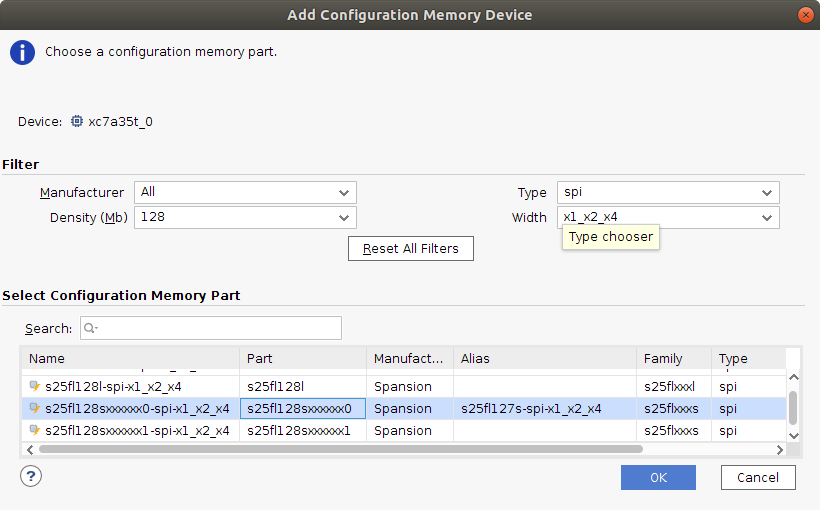 Add Configuration Memory Device
Choose a configuration memory part.
Device: xc7a35t_0
Filter
Manufacturer All Type spi
Density (Mb) 128 Width x1_x2_x4
Type chooser
Reset All Filters
Select Configuration Memory Part
Search:
Name Part Manufact... Alias Family Type
s25fl128l-spi-x1_x2_x4 s25fl128l Spansion s25flxxxl spi
s25fl128sxxxxxx0-spi-x1_x2_x4 s25fl128sxxxxxx0 Spansion s25fl127s-spi-x1_x2_x4 s25flxxxs spi
s25fl128sxxxxxx1-spi-x1_x2_x4 s25fl128sxxxxxx1 Spansion s25flxxxs spi
? OK Cancel